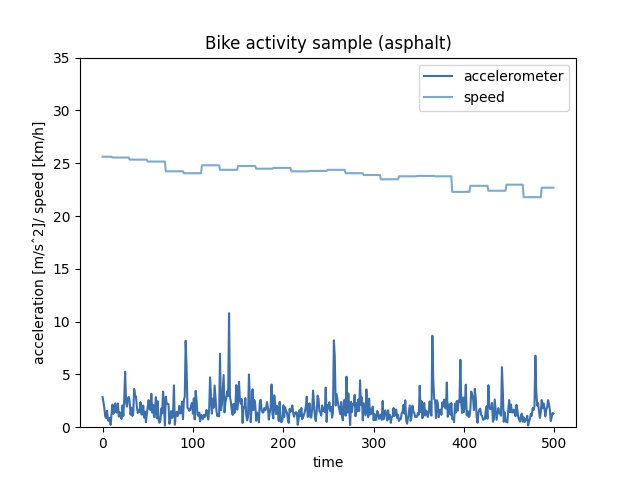 Bike activity sample (asphalt)
accelerometer
speed
acceleration [m/sˆ2]/ speed [km/h]
35
30
25
20
15
10
5
0
0 100 200 300 400 500
time